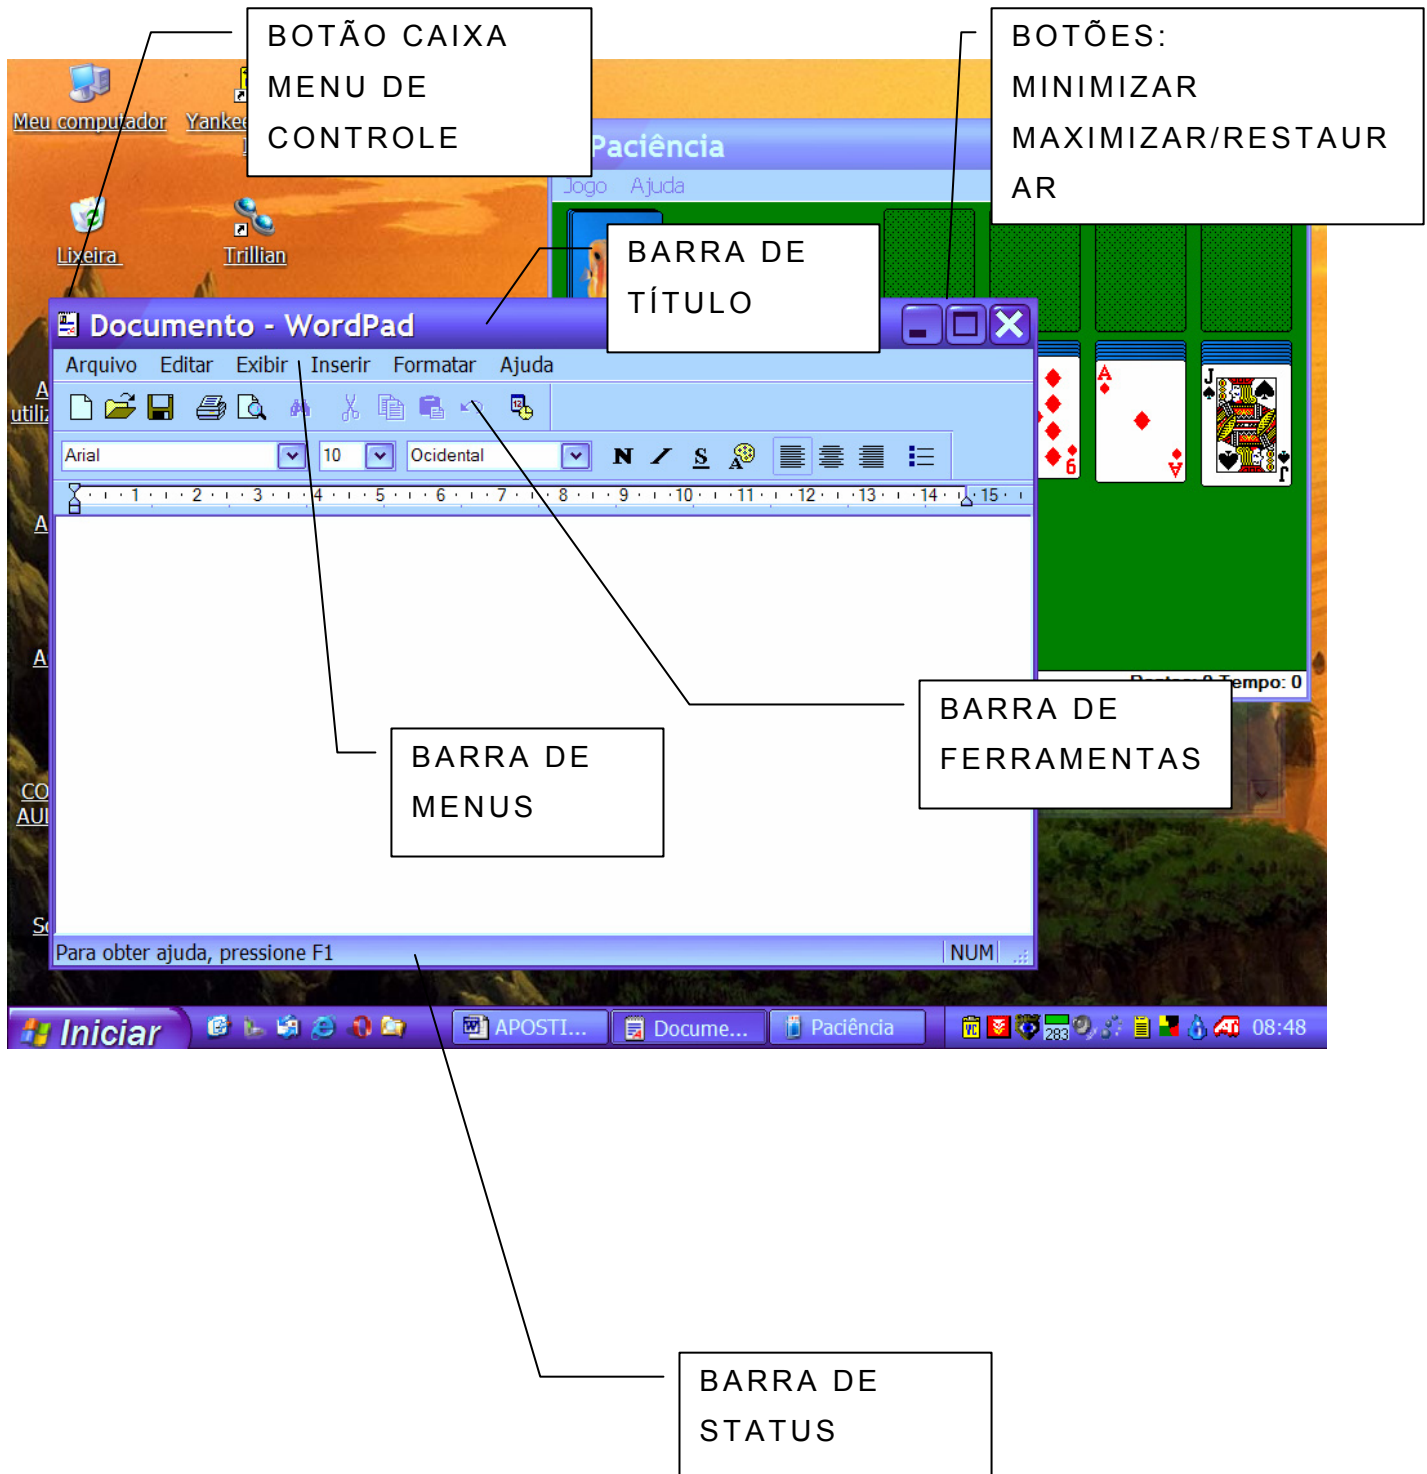 BOTÃO CAIXA
MENU DE
CONTROLE
BOTÕES:
MINIMIZAR
MAXIMIZAR/RESTAUR
AR
Meu computador
Lixeira
Trillian
Paciência
Jogo Ajuda
BARRA DE
TÍTULO
Documento - WordPad
Arquivo Editar Exibir Inserir Formatar Ajuda
Arial 10 Ocidental N S
1 2 3 4 5 6 7 8 9 10 11 12 13 14 15
A
J
J
9
A
Tempo: 0
BARRA DE
FERRAMENTAS
BARRA DE
MENUS
Para obter ajuda, pressione F1 NUM
Iniciar APOSTI... Docume... Paciência 283 ATI 08:48
BARRA DE
STATUS